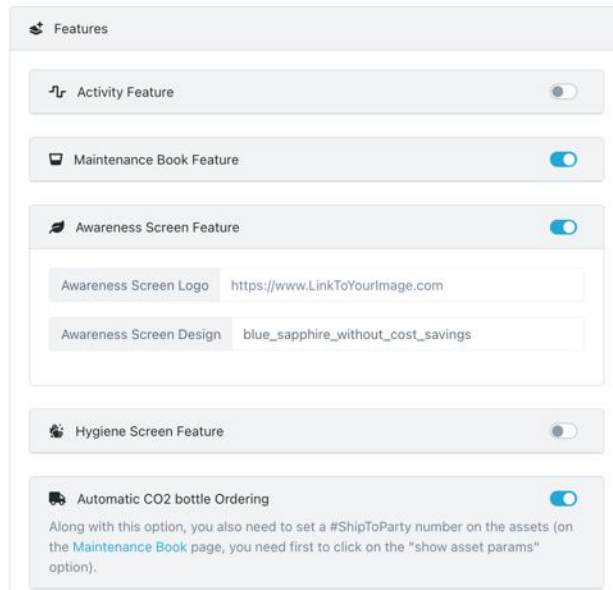 Features
Activity Feature
Maintenance Book Feature
Awareness Screen Feature
Awareness Screen Logo https://www.LinkToYourImage.com
Awareness Screen Design blue_sapphire_without_cost_savings
Hygiene Screen Feature
Automatic CO2 bottle Ordering
Along with this option, you also need to set a #ShipToParty number on the assets (on
the Maintenance Book page, you need first to click on the "show asset params"
option).